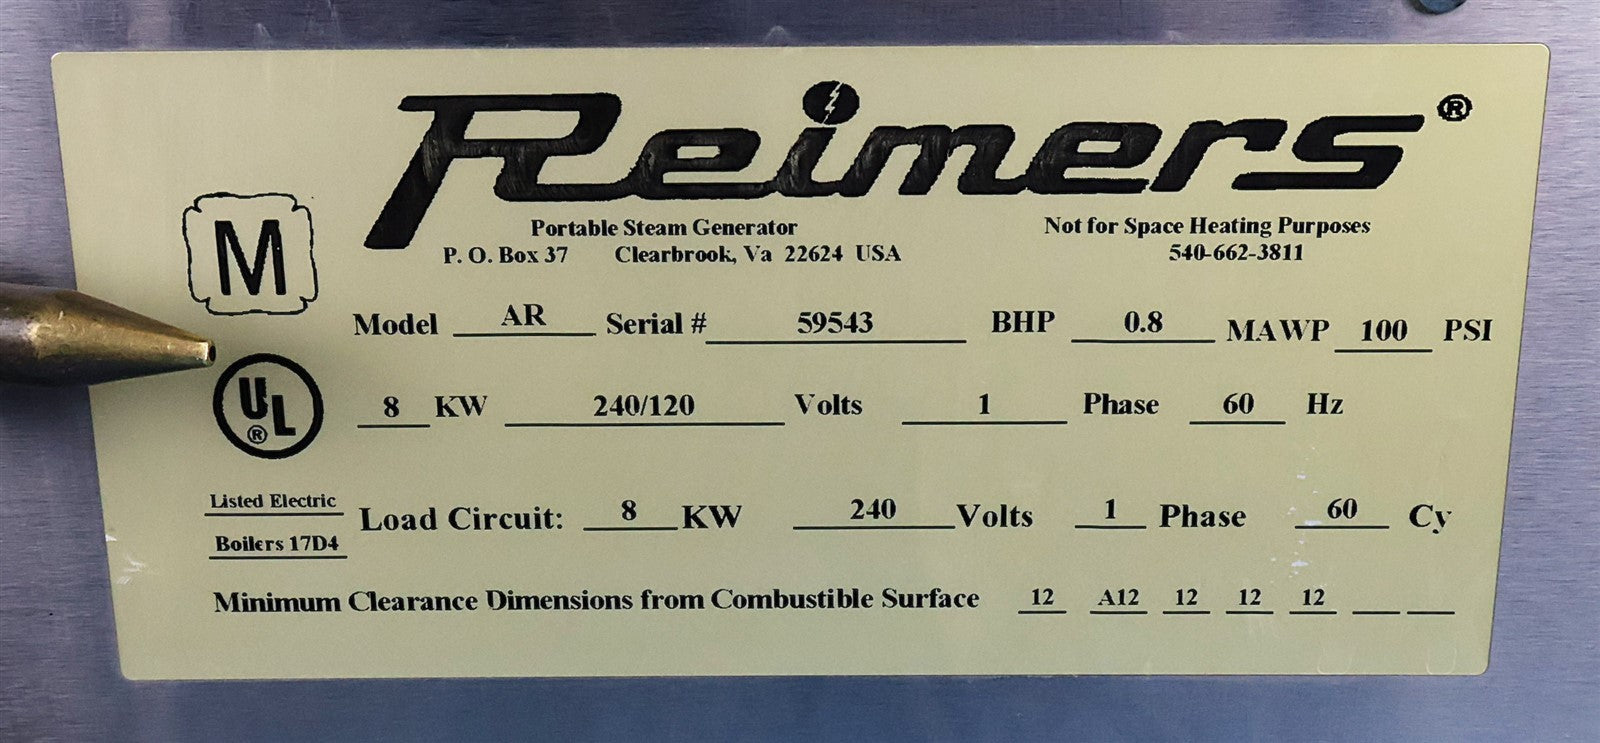 Reimers®
Portable Steam Generator Not for Space Heating Purposes
P. O. Box 37 Clearbrook, Va 22624 USA 540-662-3811
M
Model AR Serial # 59543 BHP 0.8 MAWP 100 PSI
UL ®
8 KW 240/120 Volts 1 Phase 60 Hz
Listed Electric
Boilers 17D4
Load Circuit: 8 KW 240 Volts 1 Phase 60 Cy
Minimum Clearance Dimensions from Combustible Surface 12 A12 12 12 12